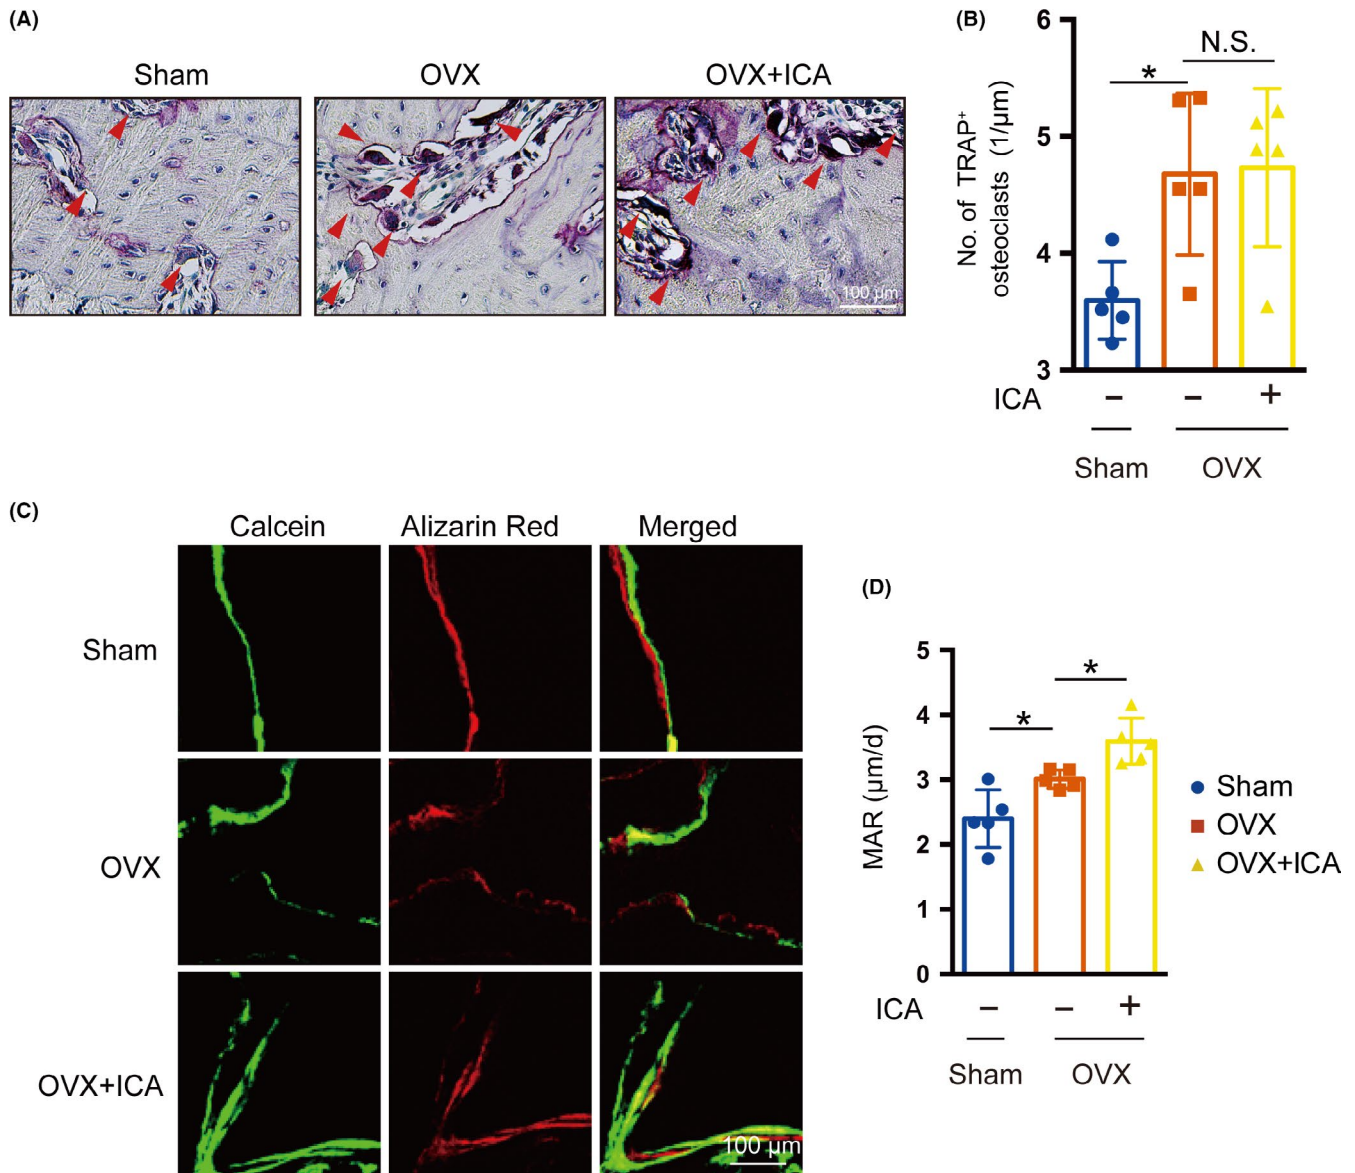 (A)
Sham OVX OVX+ICA
100 µm
(B)
6
5
4
3
No. of TRAP⁺
osteoclasts (1/µm)
* N.S.
ICA − − +
Sham OVX
(C)
Calcein Alizarin Red Merged
Sham
OVX
OVX+ICA
100 µm
(D)
5
4
3
2
1
0
MAR (µm/d)
* *
ICA − − +
Sham OVX
Sham
OVX
OVX+ICA